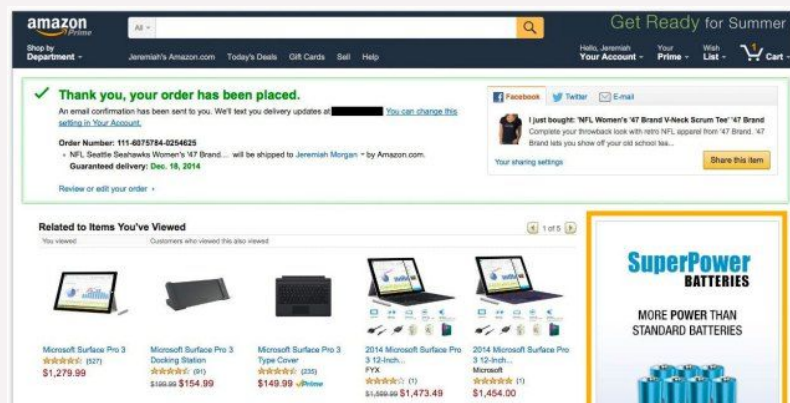 amazon
Prime
All
Get Ready for Summer
Shop by
Department
Jeremiah's Amazon.com Today's Deals Gift Cards Sell Help
Hello, Jeremiah
Your Account
Your
Prime
Wish
List
1
Cart
Thank you, your order has been placed.
An email confirmation has been sent to you. We'll text you delivery updates at You can change this
setting in Your Account.
Order Number: 111-6075784-0254625
NFL Seattle Seahawks Women's '47 Brand... will be shipped to Jeremiah Morgan by Amazon.com.
Guaranteed delivery: Dec. 18, 2014
Review or edit your order
Facebook Twitter E-mail
I just bought: 'NFL Women's '47 Brand V-Neck Scrum Tee' '47 Brand
Complete your throwback look with retro NFL apparel from '47 Brand. '47
Brand lets you show off your old school tea...
Your sharing settings
Share this item
Related to Items You've Viewed
1 of 5
You viewed
Customers who viewed this also viewed
Microsoft Surface Pro 3
(527)
$1,279.99
Microsoft Surface Pro 3
Docking Station
(91)
$199.99 $154.99
Microsoft Surface Pro 3
Type Cover
(235)
$149.99 Prime
2014 Microsoft Surface Pro
3 12-Inch...
FYX
(1)
$1,599.99 $1,473.49
2014 Microsoft Surface Pro
3 12-Inch...
Microsoft
(1)
$1,454.00
SuperPower
BATTERIES
MORE POWER THAN
STANDARD BATTERIES